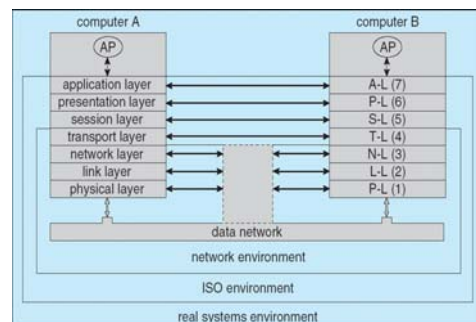 computer A
computer B
AP
AP
application layer
A-L (7)
presentation layer
P-L (6)
session layer
S-L (5)
transport layer
T-L (4)
network layer
N-L (3)
link layer
L-L (2)
physical layer
P-L (1)
data network
network environment
ISO environment
real systems environment